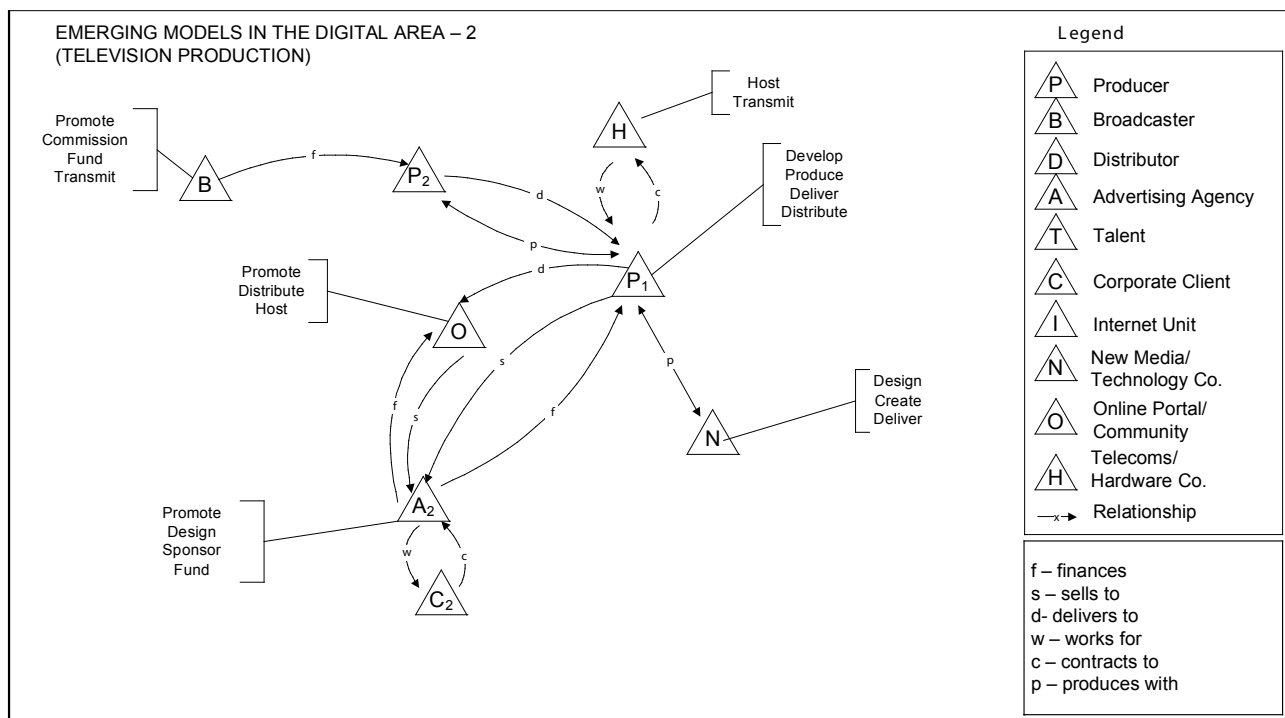 EMERGING MODELS IN THE DIGITAL AREA – 2
(TELEVISION PRODUCTION)
Promote
Commission
Fund
Transmit
B
f
P₂
d
p
H
Host
Transmit
w
c
Develop
Produce
Deliver
Distribute
P₁
d
Promote
Distribute
Host
O
s
f
s
f
p
N
Design
Create
Deliver
A₂
Promote
Design
Sponsor
Fund
w
c
C₂
Legend
P Producer
B Broadcaster
D Distributor
A Advertising Agency
T Talent
C Corporate Client
I Internet Unit
N New Media/
Technology Co.
O Online Portal/
Community
H Telecoms/
Hardware Co.
x Relationship
f – finances
s – sells to
d- delivers to
w – works for
c – contracts to
p – produces with